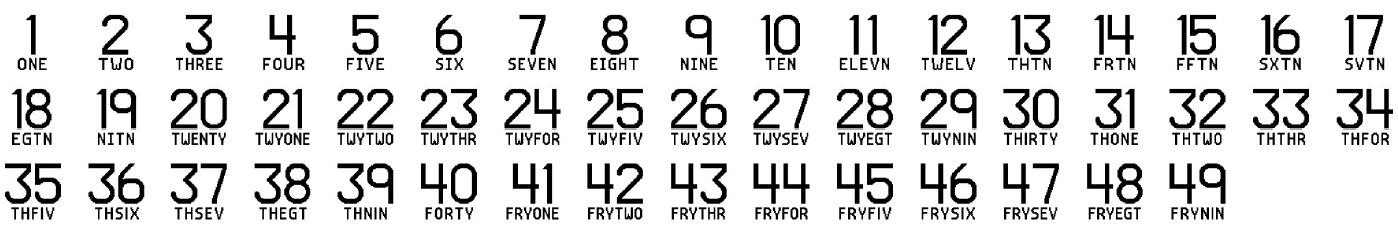 1 2 3 4 5 6 7 8 9 10 11 12 13 14 15 16 17
ONE TWO THREE FOUR FIVE SIX SEVEN EIGHT NINE TEN ELEVN TWELV THTN FRTN FFTN SXTN SVTN
18 19 20 21 22 23 24 25 26 27 28 29 30 31 32 33 34
EGTN NITN TWENTY TWYONE TWYTWO TWYTHR TWYFOR TWYFIV TWYSIX TWYSEV TWYEGT TWYNIN THIRTY THONE THTWO THTHR THFOR
35 36 37 38 39 40 41 42 43 44 45 46 47 48 49
THFIV THSIX THSEV THEGT THNIN FORTY FRYONE FRYTWO FRYTHR FRYFOR FRYFIV FRYSIX FRYSEV FRYEGT FRYNIN